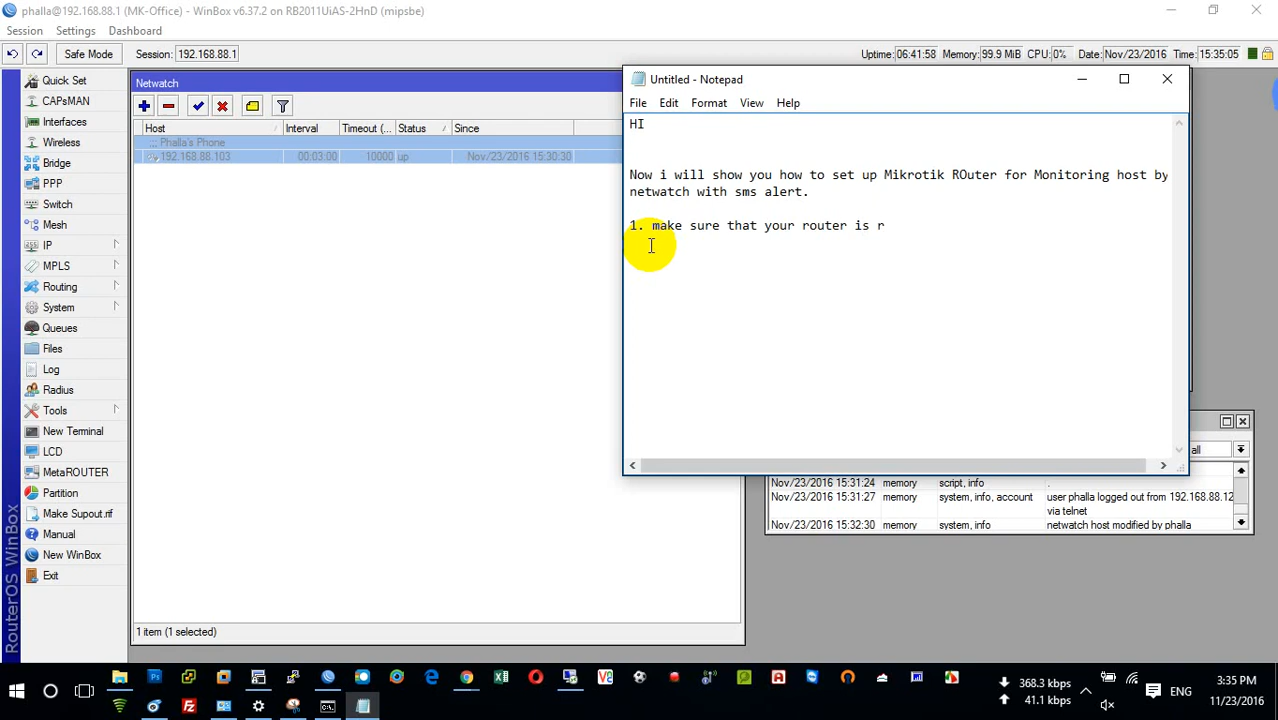 phalla@192.168.88.1 (MK-Office) - WinBox v6.37.2 on RB2011UiAS-2HnD (mipsbe)
Session Settings Dashboard
Safe Mode Session: 192.168.88.1 Uptime: 06:41:58 Memory: 99.9 MiB CPU: 0% Date: Nov/23/2016 Time: 15:35:05
Quick Set
CAPsMAN
Interfaces
Wireless
Bridge
PPP
Switch
Mesh
IP
MPLS
Routing
System
Queues
Files
Log
Radius
Tools
New Terminal
LCD
MetaROUTER
Partition
Make Supout.rif
Manual
New WinBox
Exit
RouterOS WinBox
Netwatch
Host Interval Timeout (... Status Since
;;; Phalla's Phone
192.168.88.103 00:03:00 10000 up Nov/23/2016 15:30:30
1 item (1 selected)
Untitled - Notepad
File Edit Format View Help
HI
Now i will show you how to set up Mikrotik ROuter for Monitoring host by
netwatch with sms alert.
1. make sure that your router is r
all
Nov/23/2016 15:31:24 memory script, info .
Nov/23/2016 15:31:27 memory system, info, account user phalla logged out from 192.168.88.12
via telnet
Nov/23/2016 15:32:30 memory system, info netwatch host modified by phalla
368.3 kbps
41.1 kbps
ENG
3:35 PM
11/23/2016